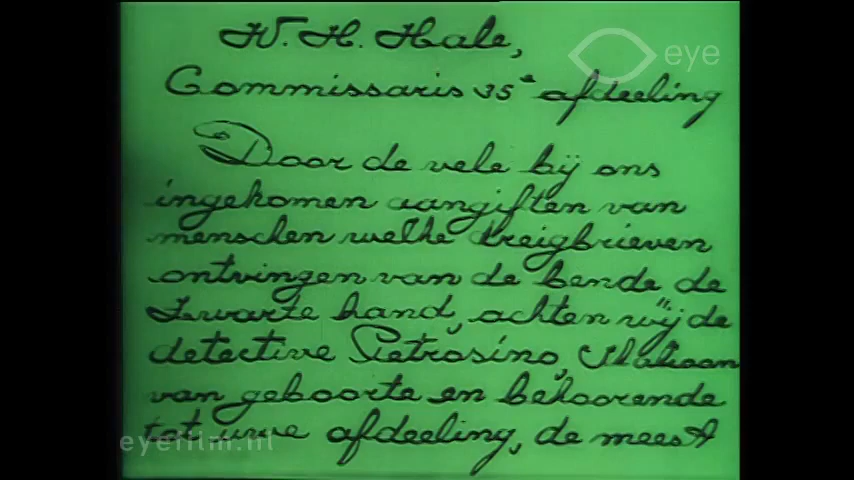 W. H. Hale,
eye
Commissaris 35e afdeeling
Door de vele bij ons
ingekomen aangiften van
menschen welke dreigbrieven
ontvingen van de bende de
Zwarte hand, achten wij de
detective Pietrosino, Italiaan
van geboorte en behoorende
tot uwe afdeeling, de meest
eyefilm.nl